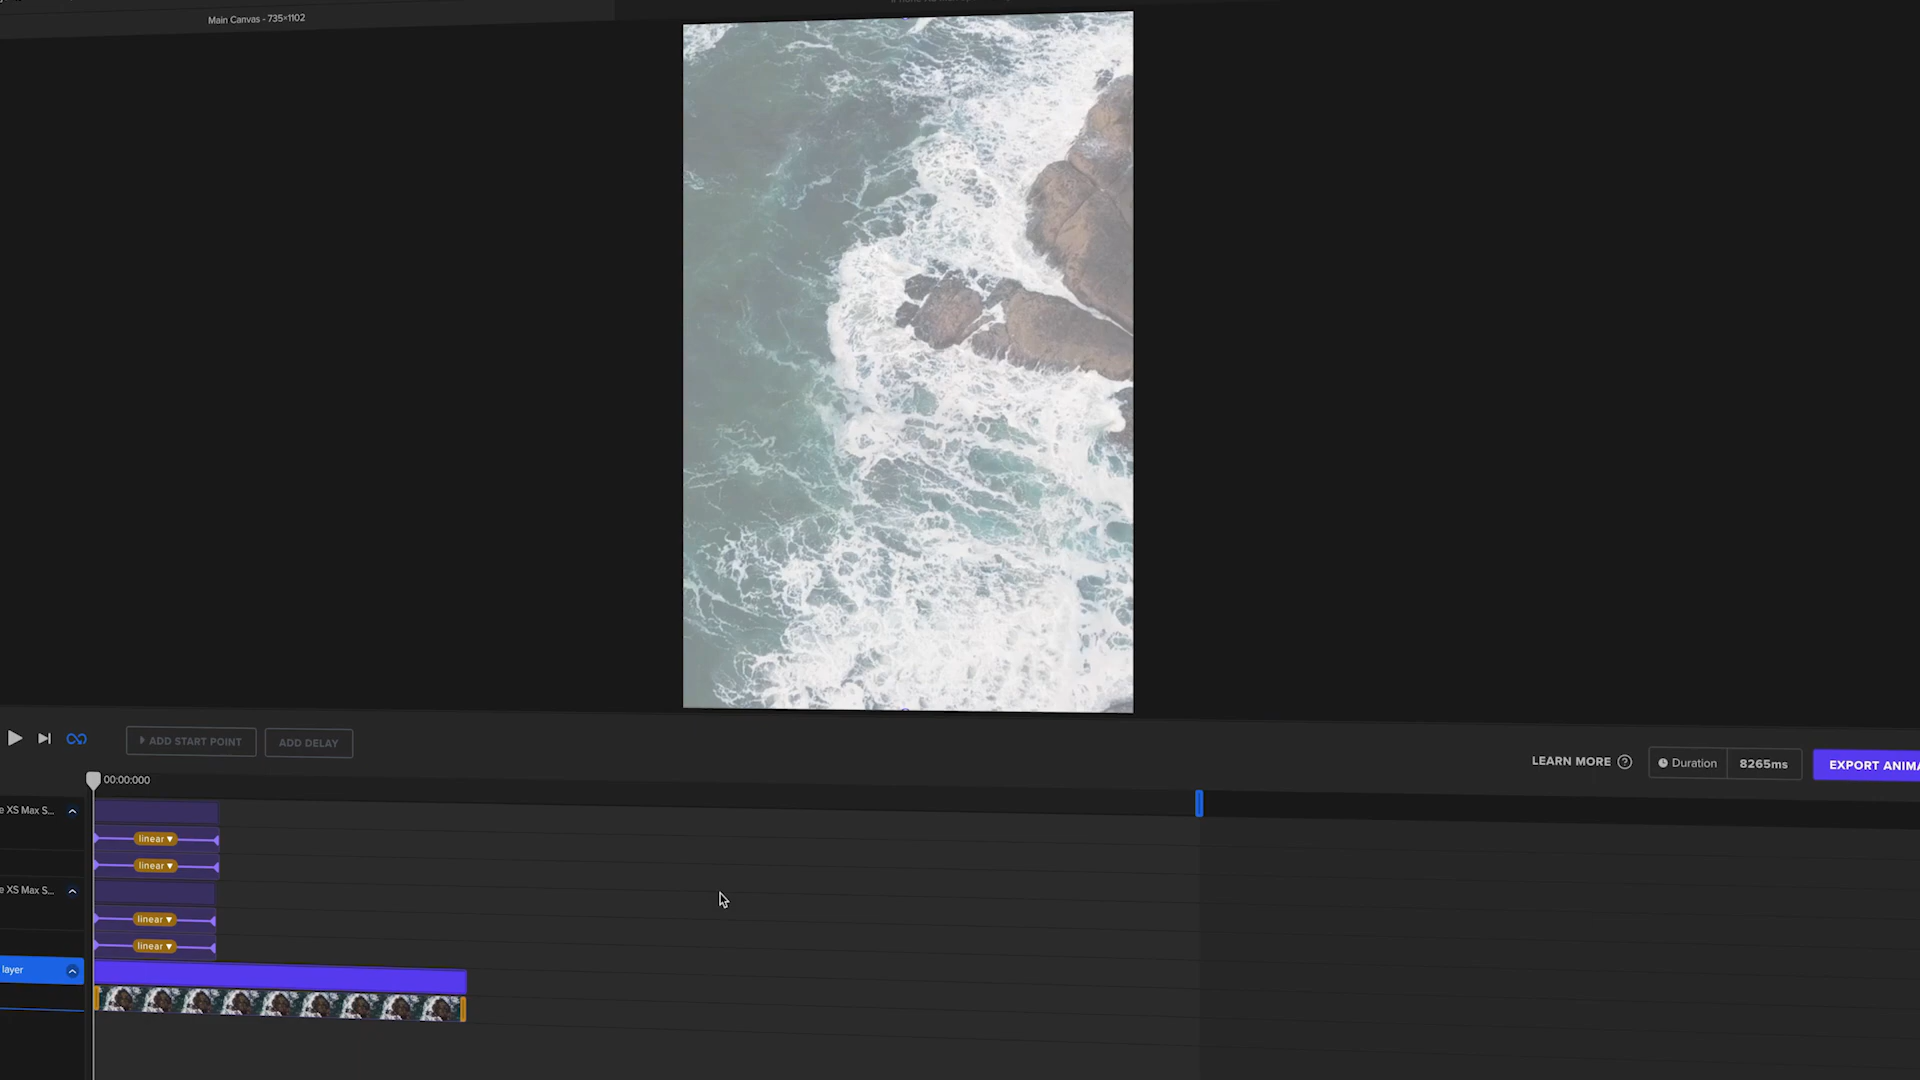 Main Canvas - 735×1102
ADD START POINT
ADD DELAY
LEARN MORE
Duration
8265ms
EXPORT ANIMA
00:00:000
e XS Max S...
linear
linear
e XS Max S...
linear
linear
layer